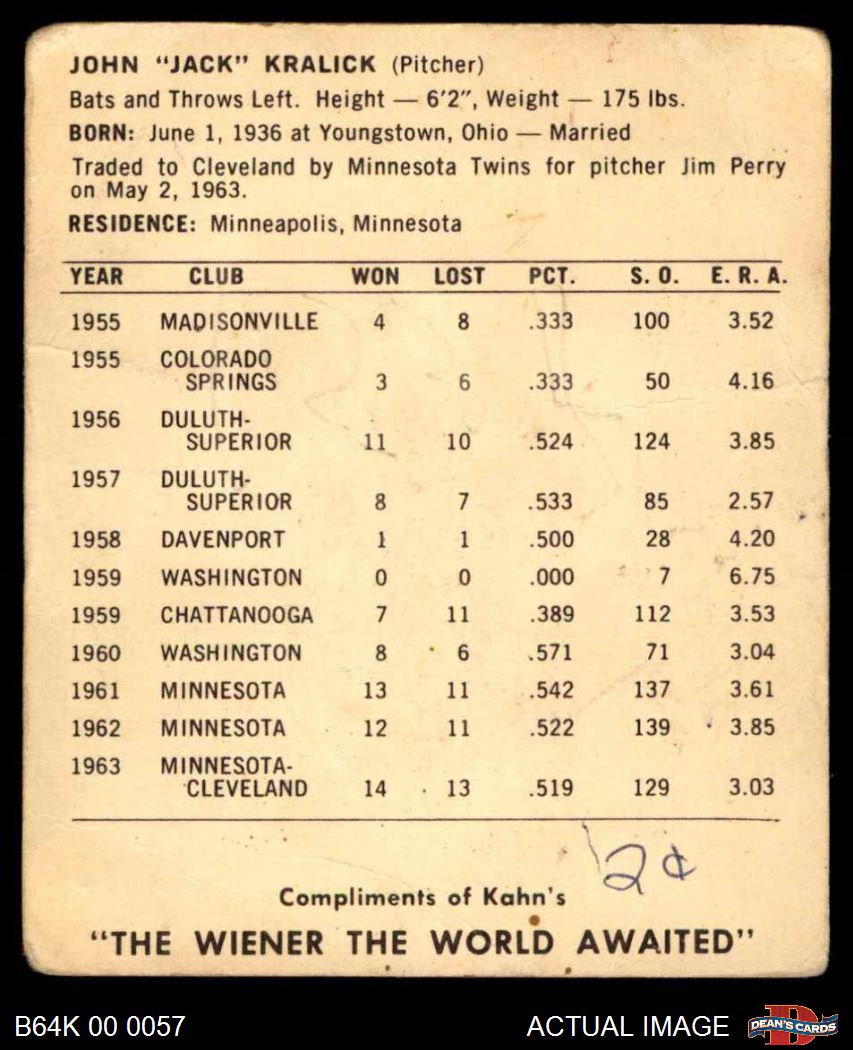 JOHN "JACK" KRALICK (Pitcher)
Bats and Throws Left. Height — 6'2", Weight — 175 lbs.
BORN: June 1, 1936 at Youngstown, Ohio — Married
Traded to Cleveland by Minnesota Twins for pitcher Jim Perry
on May 2, 1963.
RESIDENCE: Minneapolis, Minnesota
YEAR CLUB WON LOST PCT. S. O. E. R. A.
1955 MADISONVILLE 4 8 .333 100 3.52
1955 COLORADO
SPRINGS 3 6 .333 50 4.16
1956 DULUTH-
SUPERIOR 11 10 .524 124 3.85
1957 DULUTH-
SUPERIOR 8 7 .533 85 2.57
1958 DAVENPORT 1 1 .500 28 4.20
1959 WASHINGTON 0 0 .000 7 6.75
1959 CHATTANOOGA 7 11 .389 112 3.53
1960 WASHINGTON 8 6 .571 71 3.04
1961 MINNESOTA 13 11 .542 137 3.61
1962 MINNESOTA 12 11 .522 139 3.85
1963 MINNESOTA-
CLEVELAND 14 13 .519 129 3.03
2¢
Compliments of Kahn's
"THE WIENER THE WORLD AWAITED"
B64K 00 0057 ACTUAL IMAGE DEAN'S CARDS